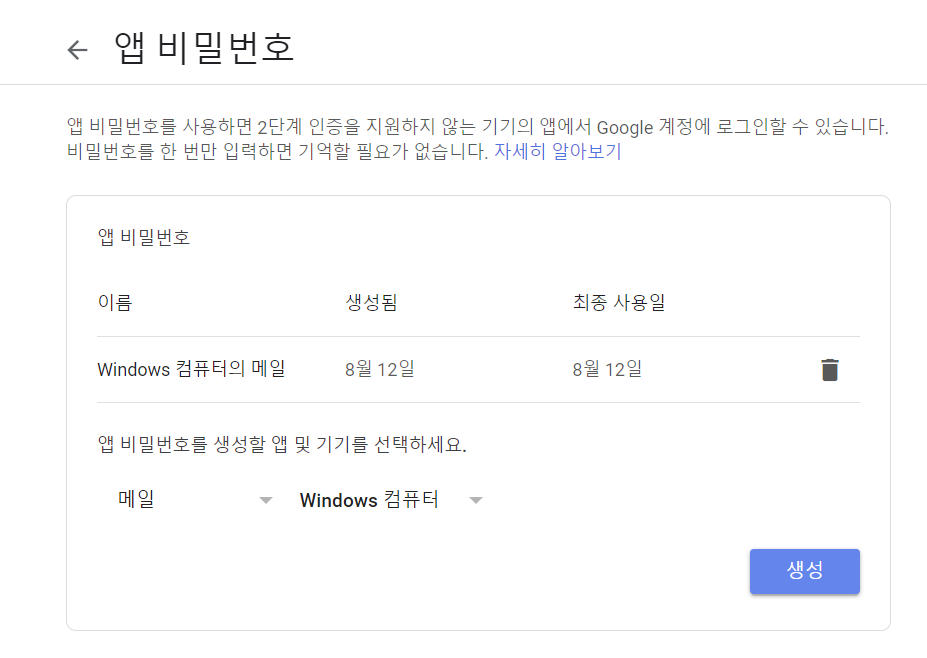 앱 비밀번호
앱 비밀번호를 사용하면 2단계 인증을 지원하지 않는 기기의 앱에서 Google 계정에 로그인할 수 있습니다.
비밀번호를 한 번만 입력하면 기억할 필요가 없습니다. 자세히 알아보기
앱 비밀번호
이름 생성됨 최종 사용일
Windows 컴퓨터의 메일 8월 12일 8월 12일
앱 비밀번호를 생성할 앱 및 기기를 선택하세요.
메일 Windows 컴퓨터
생성